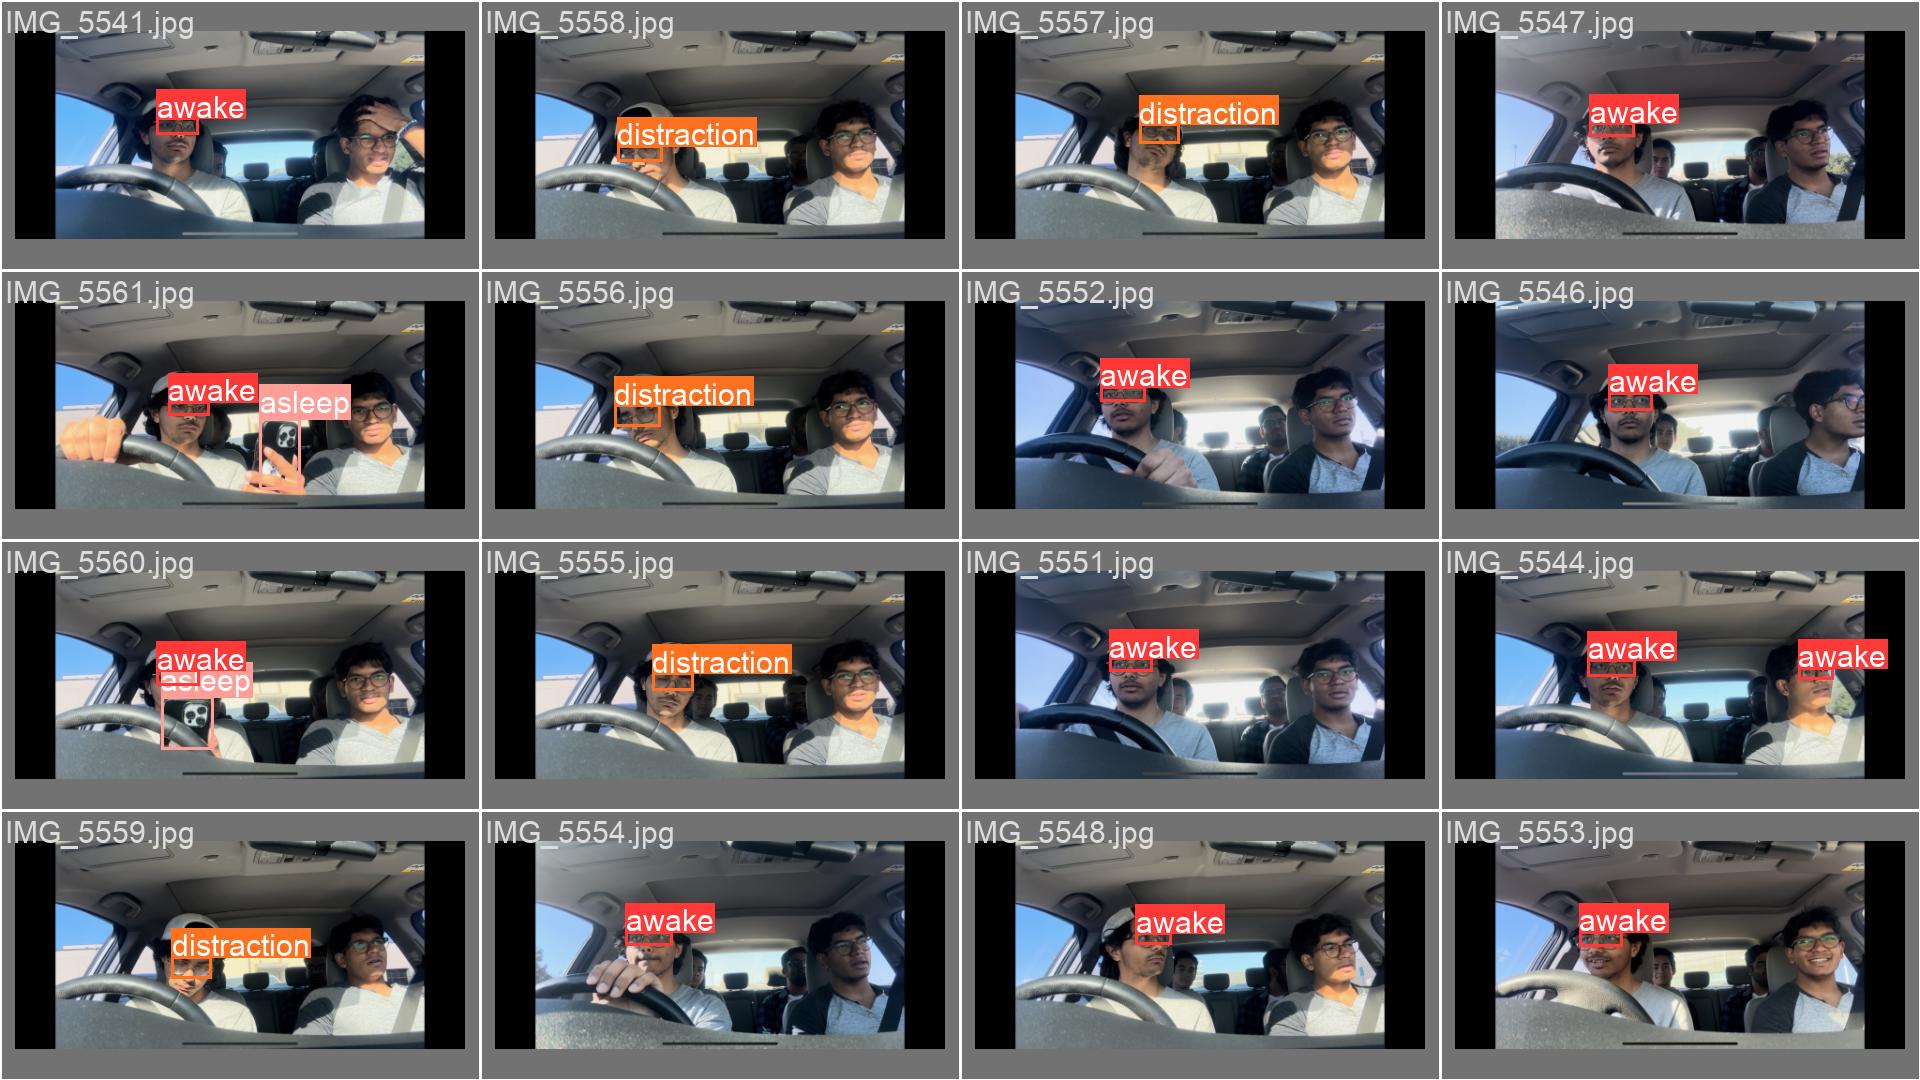 IMG_5541.jpg
awake
IMG_5558.jpg
distraction
IMG_5557.jpg
distraction
IMG_5547.jpg
awake
IMG_5561.jpg
awake
asleep
IMG_5556.jpg
distraction
IMG_5552.jpg
awake
IMG_5546.jpg
awake
IMG_5560.jpg
awake
asleep
IMG_5555.jpg
distraction
IMG_5551.jpg
awake
IMG_5544.jpg
awake
awake
IMG_5559.jpg
distraction
IMG_5554.jpg
awake
IMG_5548.jpg
awake
IMG_5553.jpg
awake